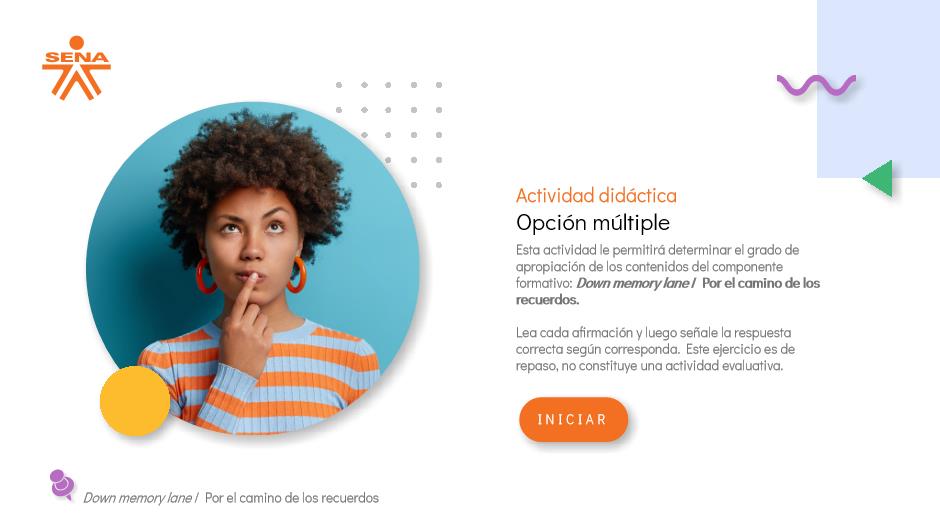 SENA
Actividad didáctica
Opción múltiple
Esta actividad le permitirá determinar el grado de
apropiación de los contenidos del componente
formativo: Down memory lane / Por el camino de los
recuerdos.
Lea cada afirmación y luego señale la respuesta
correcta según corresponda. Este ejercicio es de
repaso, no constituye una actividad evaluativa.
INICIAR
Down memory lane / Por el camino de los recuerdos